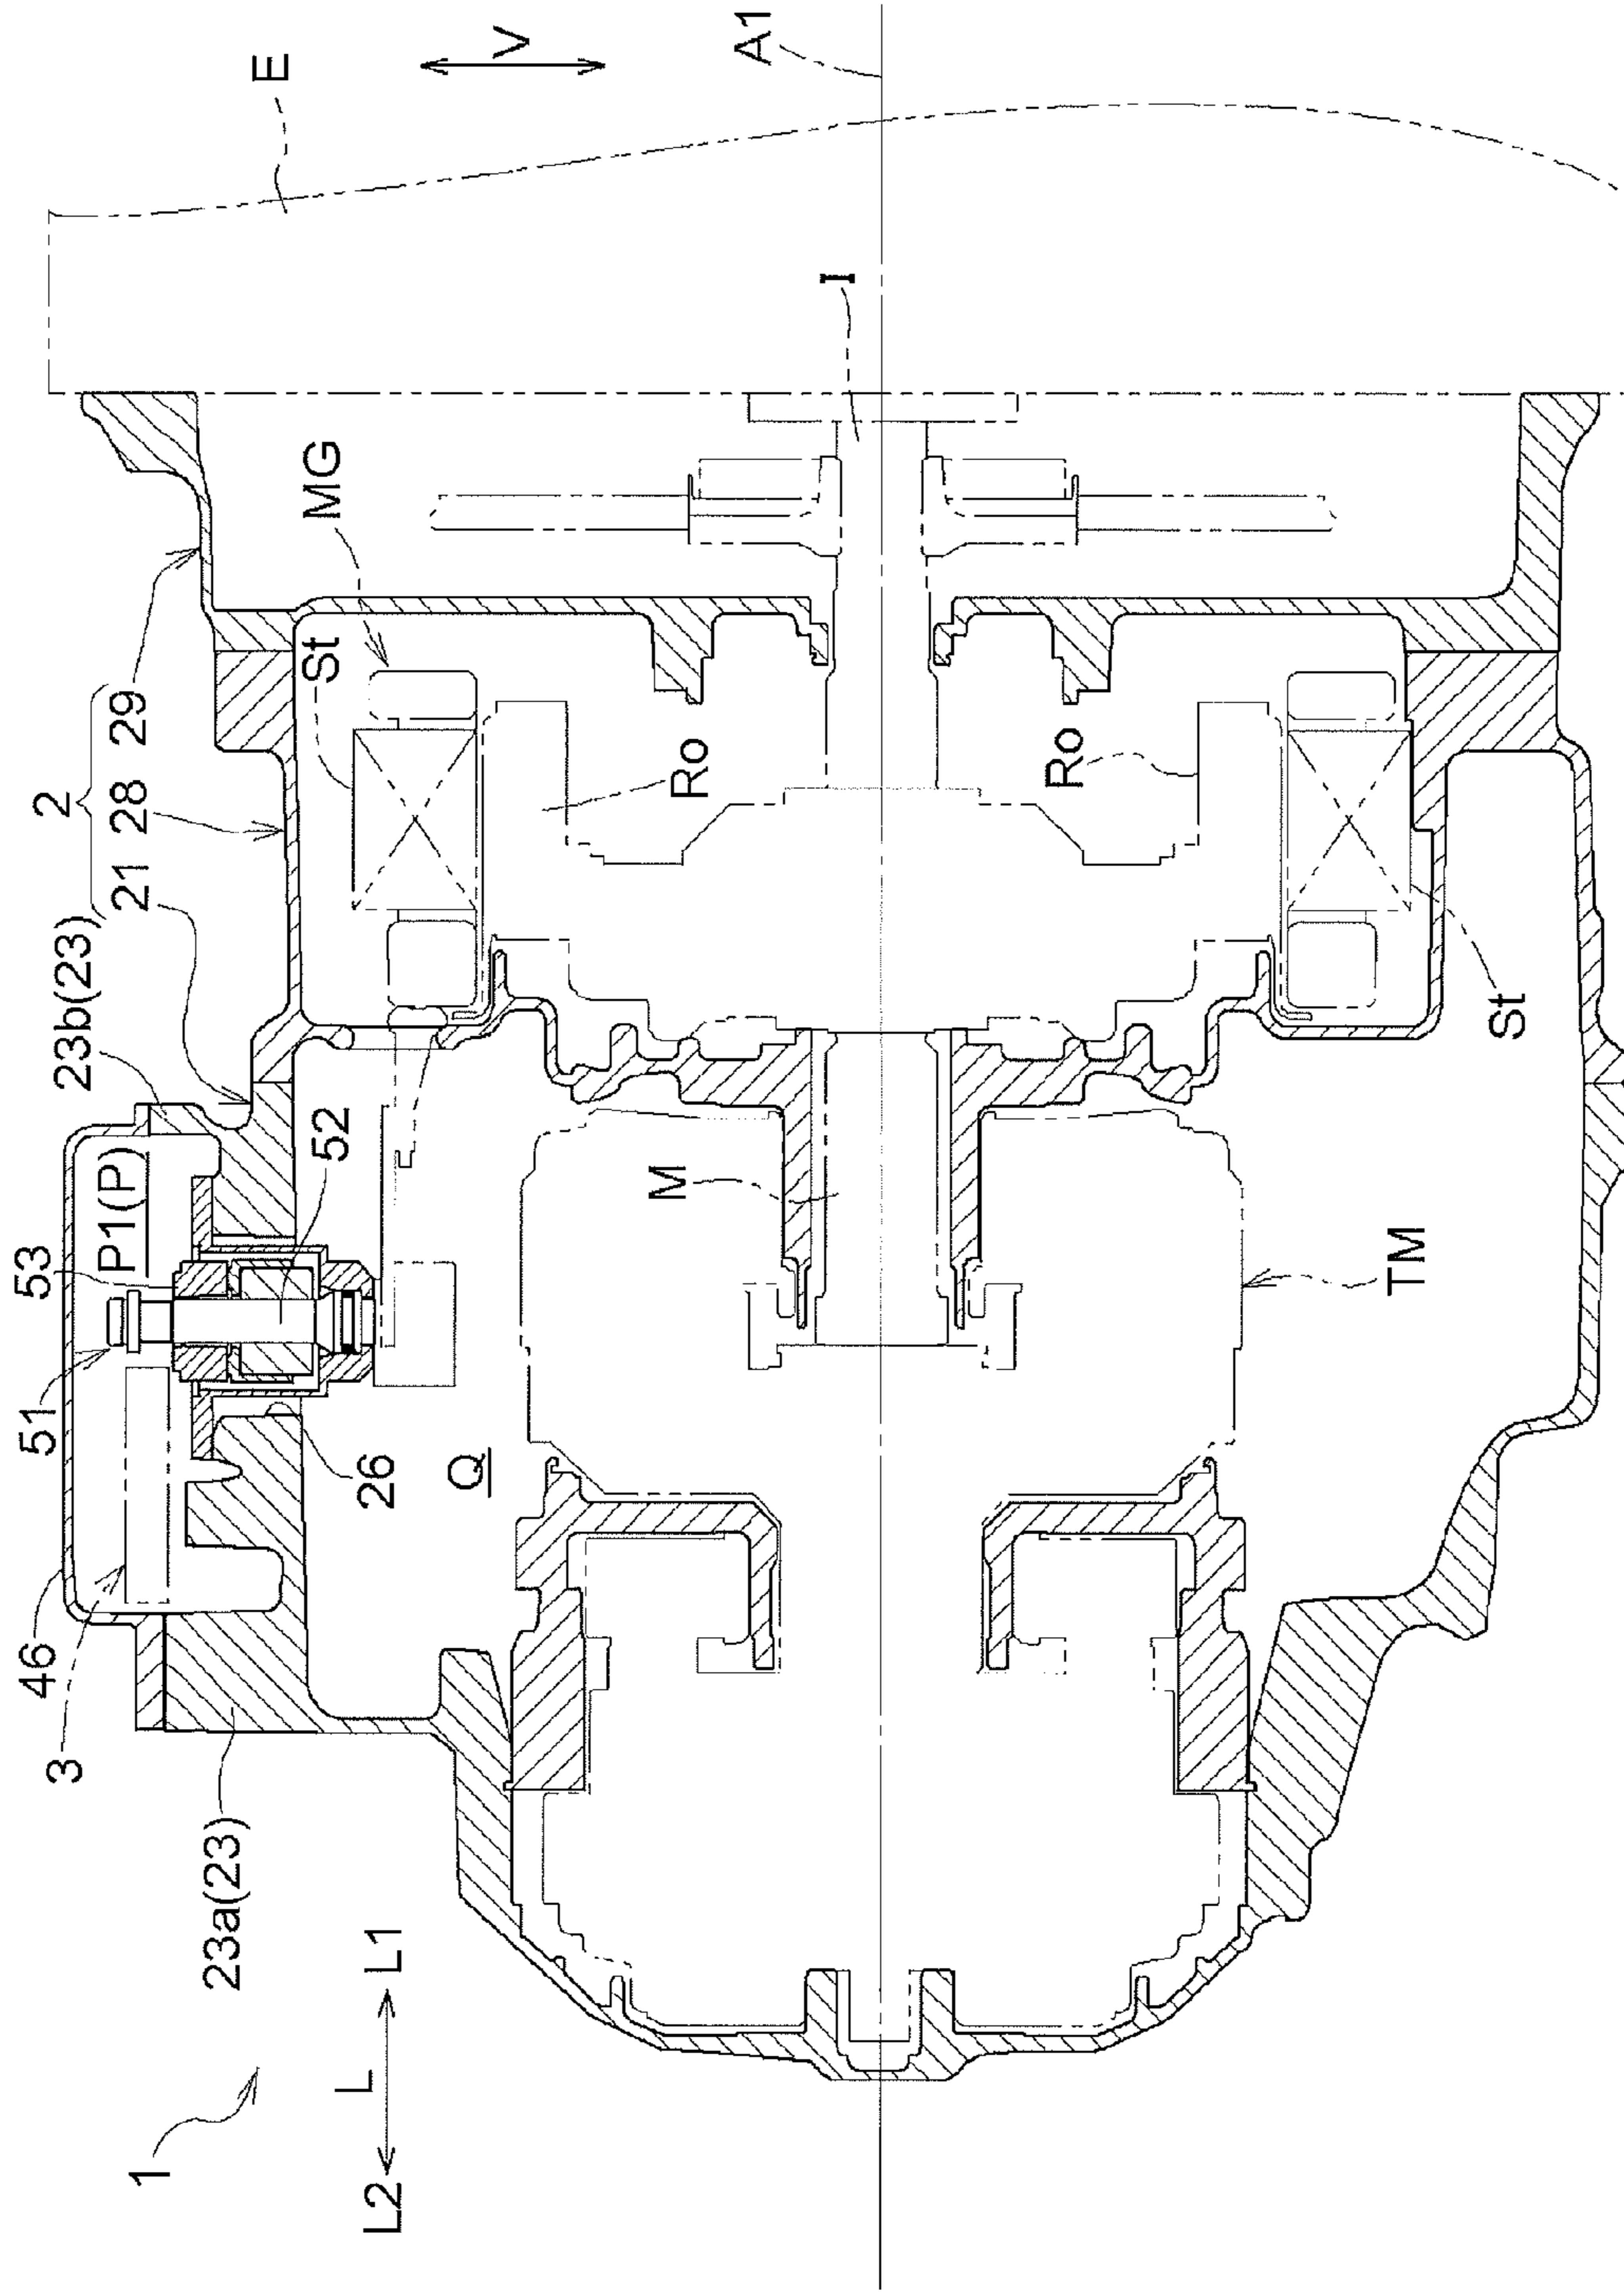 E
V
A1
I
MG
St
2
21 28 29
Ro
Ro
St
23b(23)
P1(P)
53
52
51
M
TM
26
Q
46
3
23a(23)
L1
L
L2
1